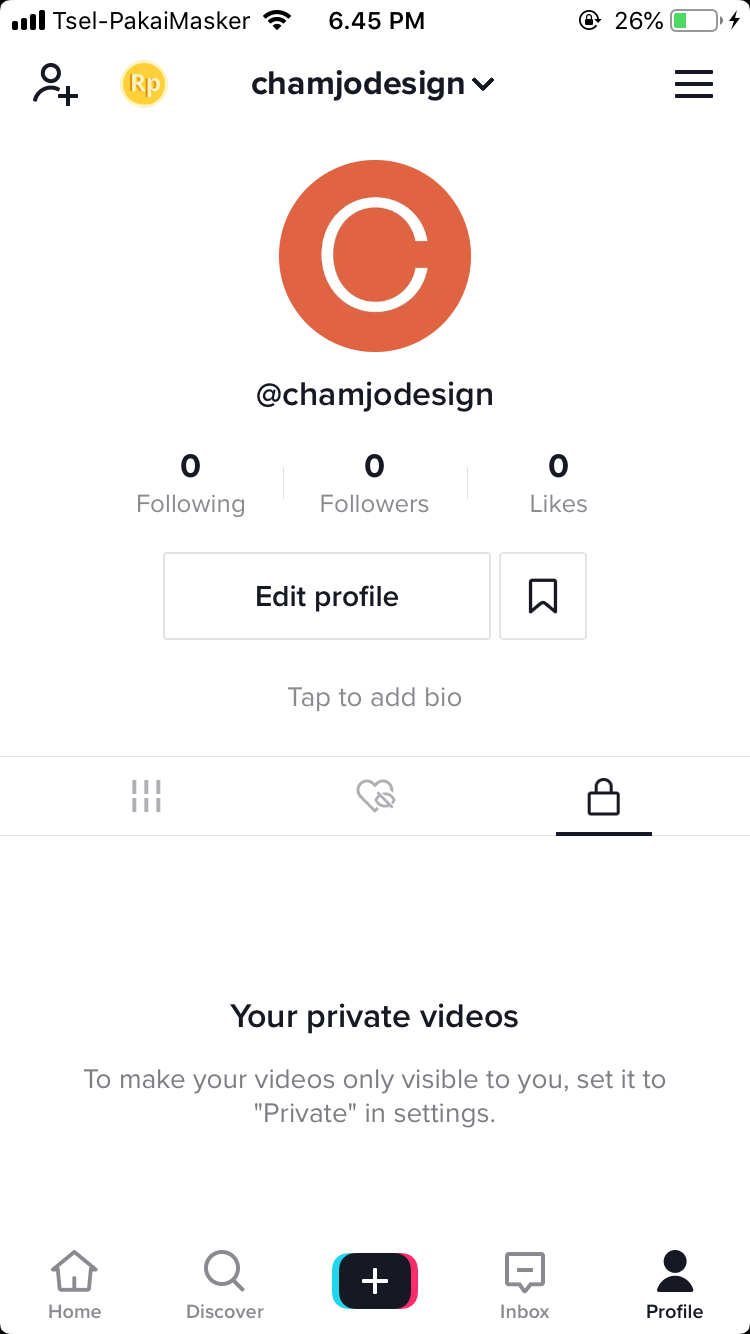 Tsel-PakaiMasker 6.45 PM 26%
Rp chamjodesign
C
@chamjodesign
0 0 0
Following Followers Likes
Edit profile
Tap to add bio
Your private videos
To make your videos only visible to you, set it to
"Private" in settings.
Home Discover Inbox Profile